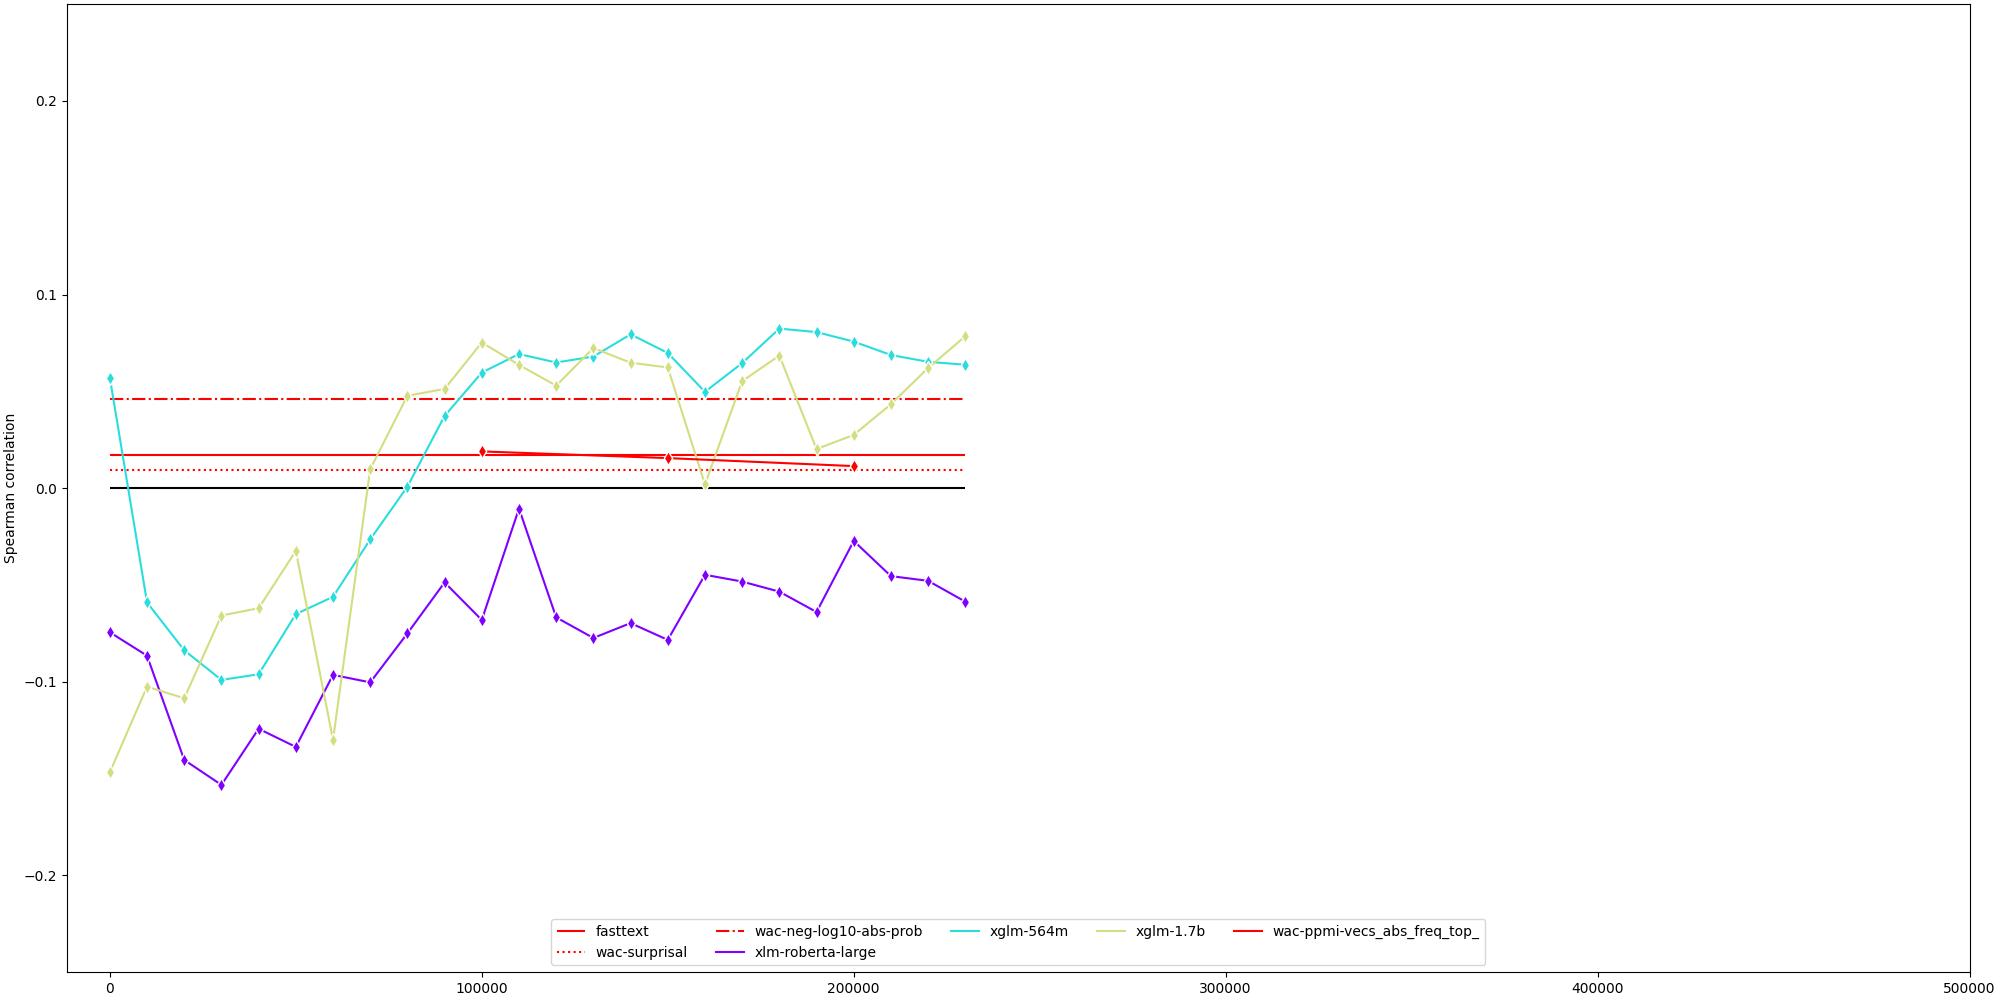 Spearman correlation
0.2
0.1
0.0
−0.1
−0.2
0 100000 200000 300000 400000 500000
fasttext wac-neg-log10-abs-prob xglm-564m xglm-1.7b wac-ppmi-vecs_abs_freq_top_
wac-surprisal xlm-roberta-large